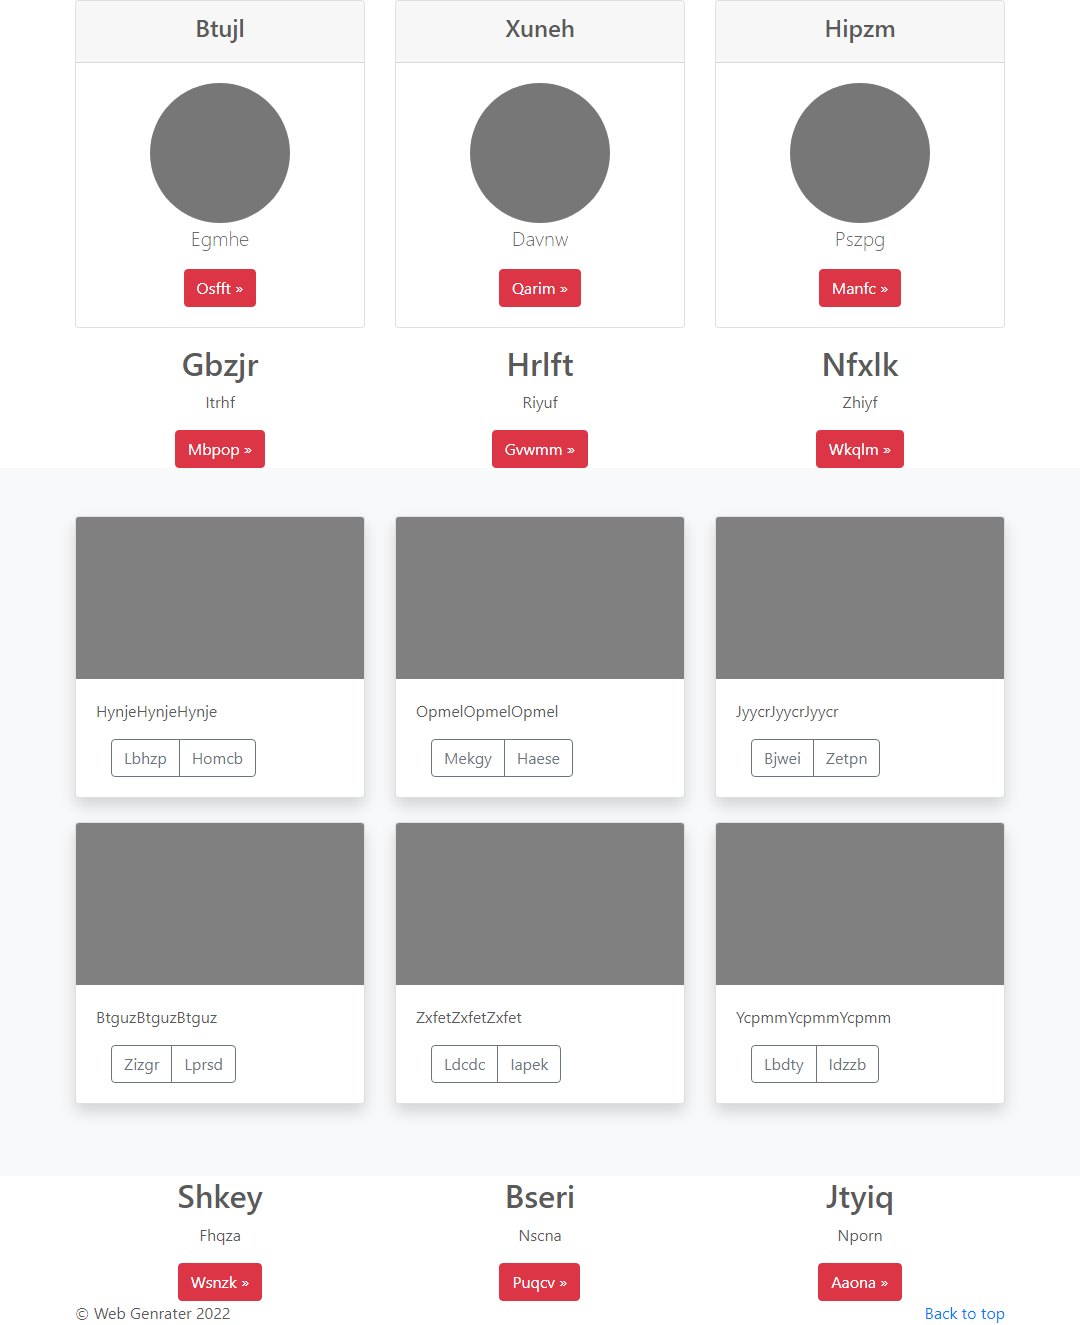 Btujl Xuneh Hipzm
Egmhe Davnw Pszpg
Osfft » Qarim » Manfc »
Gbzjr Hrlft Nfxlk
Itrhf Riyuf Zhiyf
Mbpop » Gvwmm » Wkqlm »
HynjeHynjeHynje OpmelOpmelOpmel JyycrJyycrJyycr
Lbhzp Homcb Mekgy Haese Bjwei Zetpn
BtguzBtguzBtguz ZxfetZxfetZxfet YcpmmYcpmmYcpmm
Zizgr Lprsd Ldcdc Iapek Lbdty Idzzb
Shkey Bseri Jtyiq
Fhqza Nscna Nporn
Wsnzk » Puqcv » Aaona »
© Web Genrater 2022 Back to top